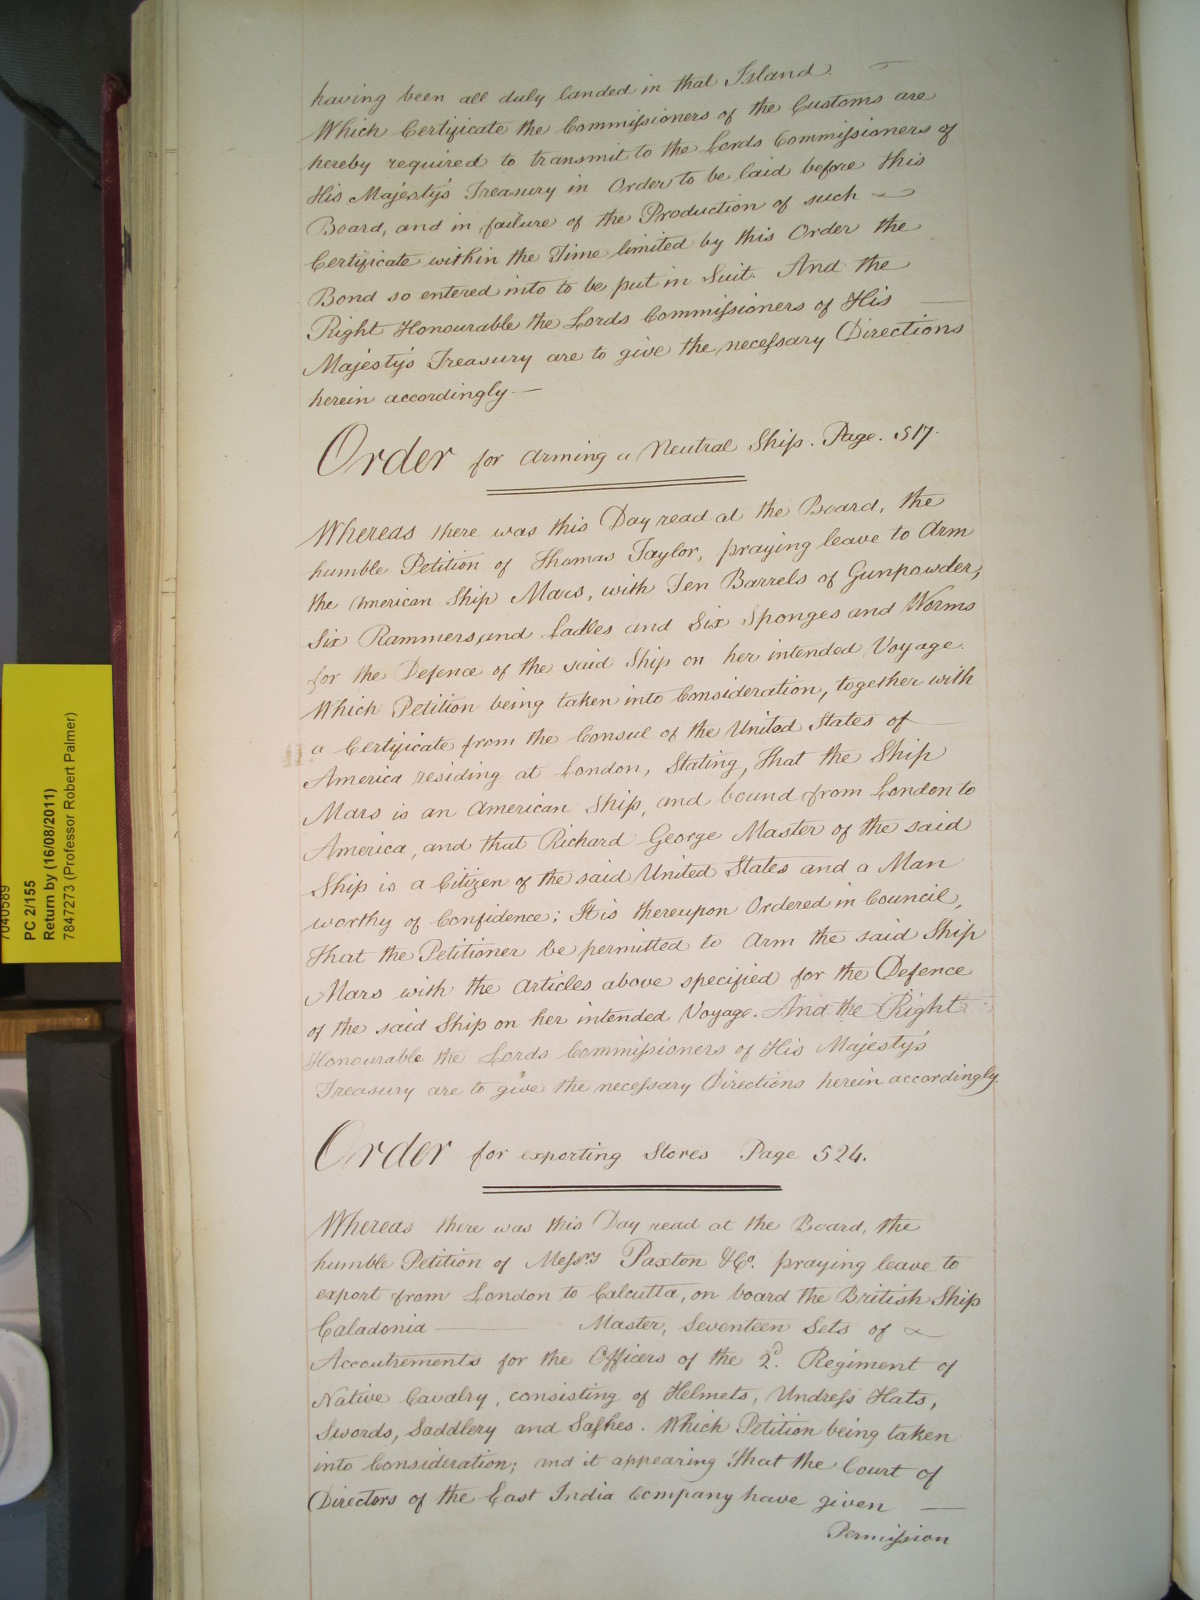 having been all duly landed in that Island.
Which Certificate the Commissioners of the Customs are
hereby required to transmit to the Lords Commissioners of
His Majesty's Treasury in Order to be laid before this
Board, and in failure of the Production of such
Certificate within the Time limited by this Order the
Bond so entered into to be put in Suit. And the
Right Honourable the Lords Commissioners of His
Majesty's Treasury are to give the necessary Directions
herein accordingly —
Order for Arming a Neutral Ship. Page. 517.
Whereas there was this Day read at the Board, the
humble Petition of Thomas Taylor, praying leave to Arm
the American Ship Mars, with Ten Barrels of Gunpowder,
Six Rammers and Ladles and Six Sponges and Worms
for the Defence of the said Ship on her intended Voyage.
Which Petition being taken into Consideration, together with
a Certificate from the Consul of the United States of
America residing at London, Stating, That the Ship
Mars is an American Ship, and bound from London to
America, and that Richard George Master of the said
Ship is a Citizen of the said United States and a Man
worthy of Confidence; It is thereupon Ordered in Council,
That the Petitioner be permitted to Arm the said Ship
Mars with the Articles above specified for the Defence
of the said Ship on her intended Voyage. And the Right
Honourable the Lords Commissioners of His Majesty's
Treasury are to give the necessary Directions herein accordingly
Order for exporting Stores Page 524.
Whereas there was this Day read at the Board, the
humble Petition of Messrs Paxton & Co. praying leave to
export from London to Calcutta, on board the British Ship
Caladonia — Master, Seventeen Sets of
Accoutrements for the Officers of the 2d. Regiment of
Native Cavalry, consisting of Helmets, Undress Hats,
Swords, Saddlery and Sashes. Which Petition being taken
into Consideration; and it appearing That the Court of
Directors of the East India Company have given —
Permission
7040589
PC 2/155
Return by (16/08/2011)
7847273 (Professor Robert Palmer)